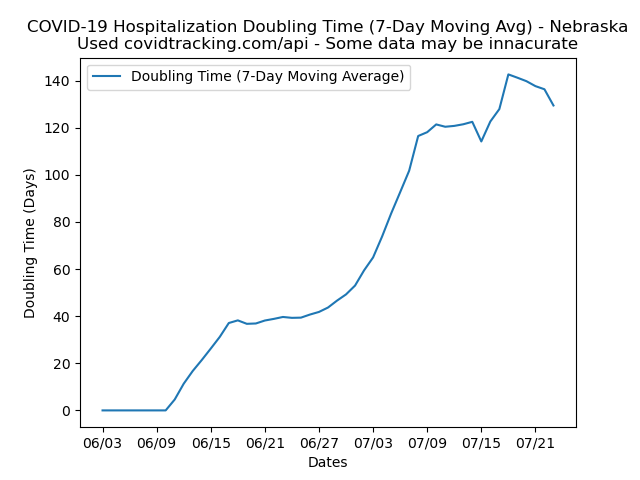 COVID-19 Hospitalization Doubling Time (7-Day Moving Avg) - Nebraska
Used covidtracking.com/api - Some data may be innacurate
Doubling Time (7-Day Moving Average)
Doubling Time (Days)
140
120
100
80
60
40
20
0
06/03 06/09 06/15 06/21 06/27 07/03 07/09 07/15 07/21
Dates